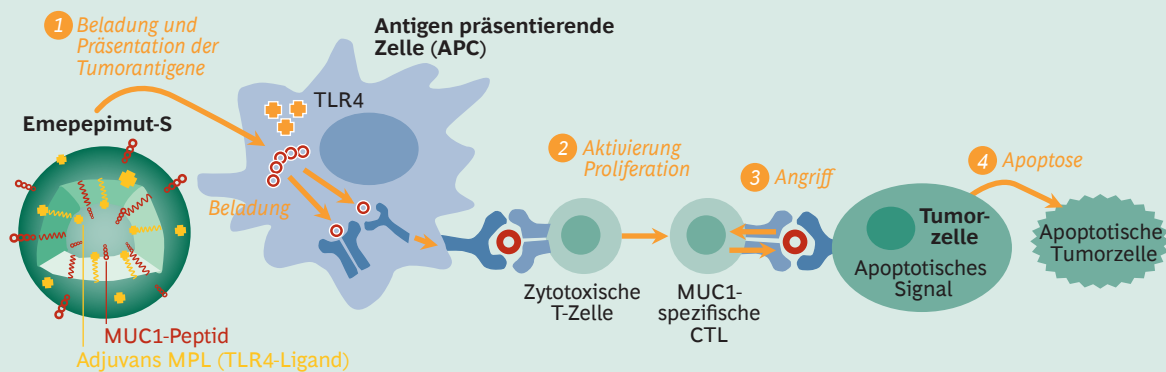 1 Beladung und
Präsentation der
Tumorantigene
Antigen präsentierende
Zelle (APC)
TLR4
Emepepimut-S
Beladung
MUC1-Peptid
Adjuvans MPL (TLR4-Ligand)
2 Aktivierung
Proliferation
Zytotoxische
T-Zelle
3 Angriff
MUC1-
spezifische
CTL
4 Apoptose
Tumor-
zelle
Apoptotisches
Signal
Apoptotische
Tumorzelle